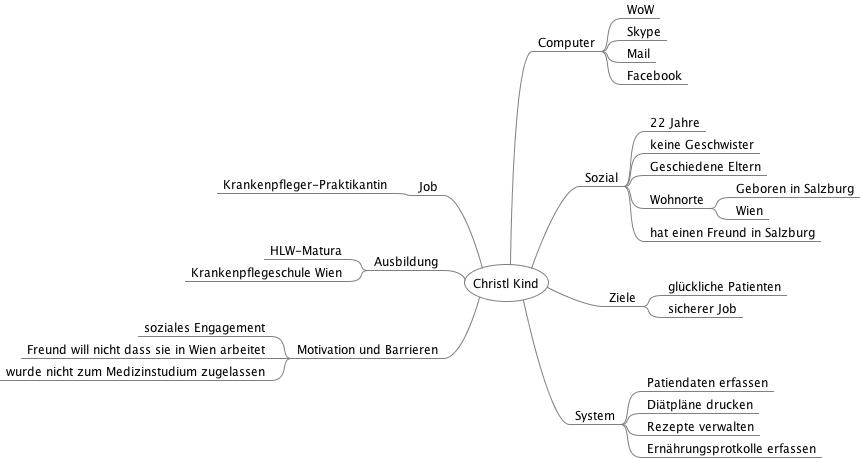 Christl Kind
Computer
WoW
Skype
Mail
Facebook
Sozial
22 Jahre
keine Geschwister
Geschiedene Eltern
Wohnorte
Geboren in Salzburg
Wien
hat einen Freund in Salzburg
Ziele
glückliche Patienten
sicherer Job
System
Patiendaten erfassen
Diätpläne drucken
Rezepte verwalten
Ernährungsprotkolle erfassen
Job
Krankenpfleger-Praktikantin
Ausbildung
HLW-Matura
Krankenpflegeschule Wien
Motivation und Barrieren
soziales Engagement
Freund will nicht dass sie in Wien arbeitet
wurde nicht zum Medizinstudium zugelassen